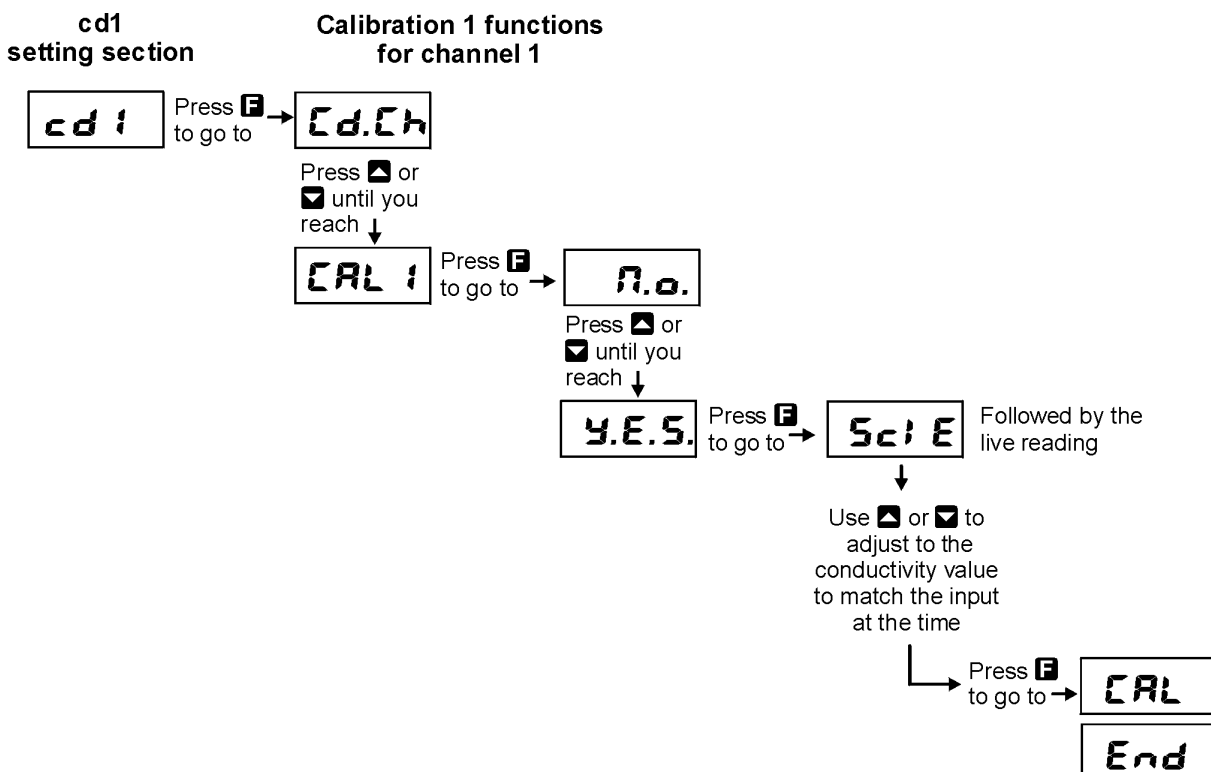 cd1
setting section
Calibration 1 functions
for channel 1
cd 1
Press F
to go to
Cd.Ch
Press ▲ or
▼ until you
reach
CAL 1
Press F
to go to
n.o.
Press ▲ or
▼ until you
reach
Y.E.S.
Press F
to go to
Sc1 E
Followed by the
live reading
Use ▲ or ▼ to
adjust to the
conductivity value
to match the input
at the time
Press F
to go to
CAL
End